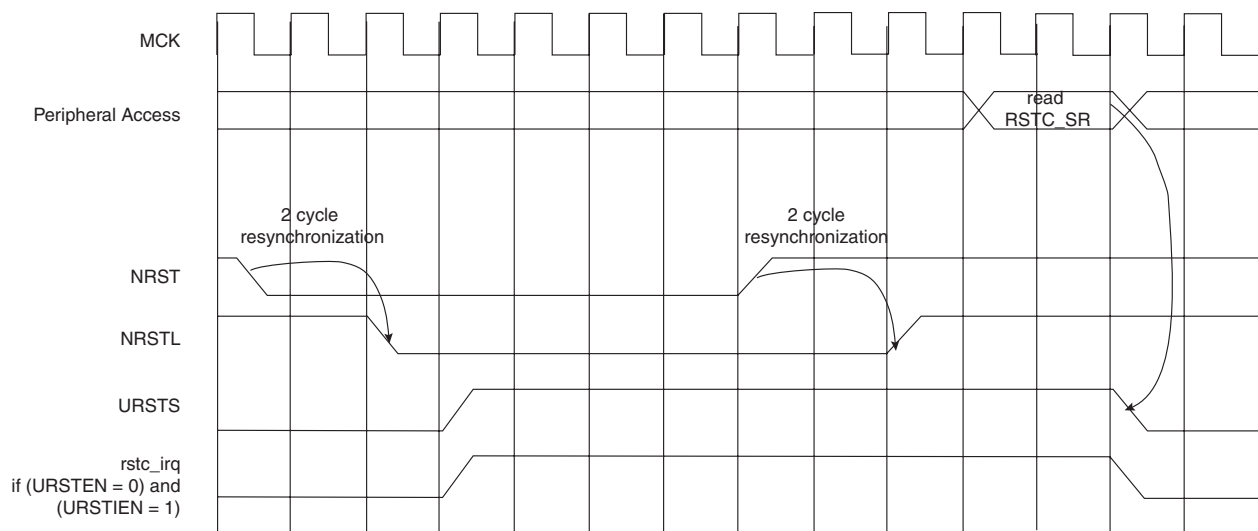 MCK
Peripheral Access
read
RSTC_SR
2 cycle
resynchronization
2 cycle
resynchronization
NRST
NRSTL
URSTS
rstc_irq
if (URSTEN = 0) and
(URSTIEN = 1)